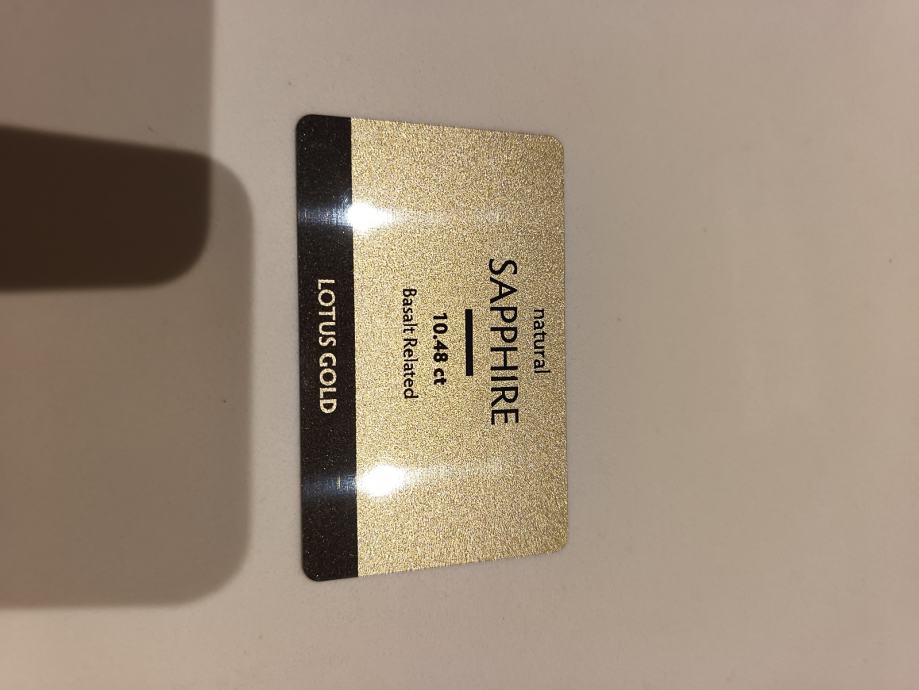 natural
SAPPHIRE
10.48 ct
Basalt Related
LOTUS GOLD